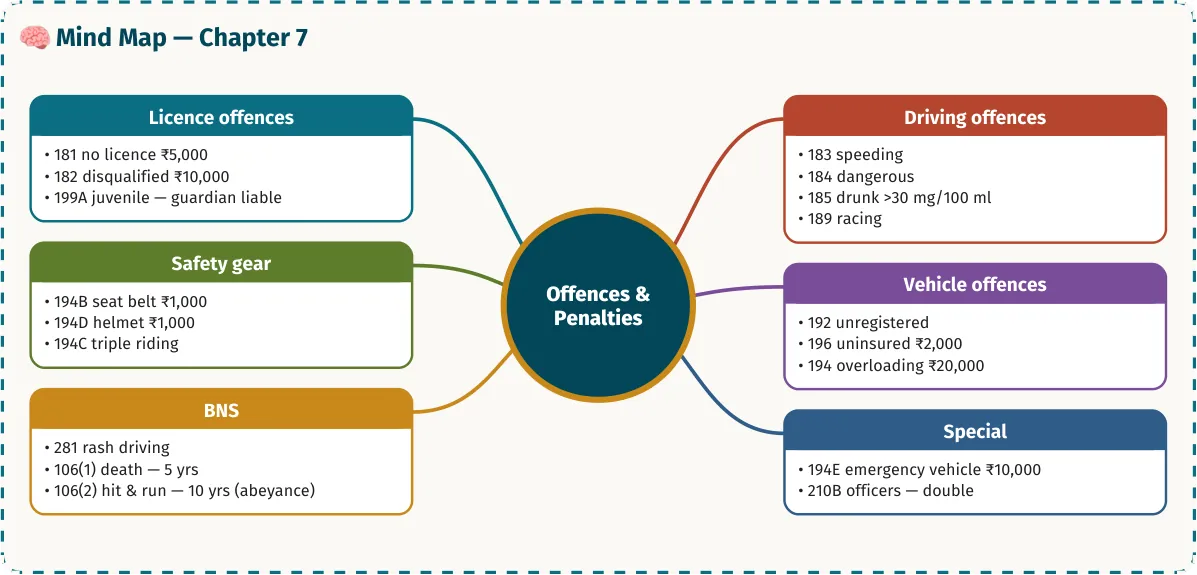 🧠 Mind Map — Chapter 7
Licence offences
• 181 no licence ₹5,000
• 182 disqualified ₹10,000
• 199A juvenile — guardian liable
Safety gear
• 194B seat belt ₹1,000
• 194D helmet ₹1,000
• 194C triple riding
BNS
• 281 rash driving
• 106(1) death — 5 yrs
• 106(2) hit & run — 10 yrs (abeyance)
Offences &
Penalties
Driving offences
• 183 speeding
• 184 dangerous
• 185 drunk >30 mg/100 ml
• 189 racing
Vehicle offences
• 192 unregistered
• 196 uninsured ₹2,000
• 194 overloading ₹20,000
Special
• 194E emergency vehicle ₹10,000
• 210B officers — double